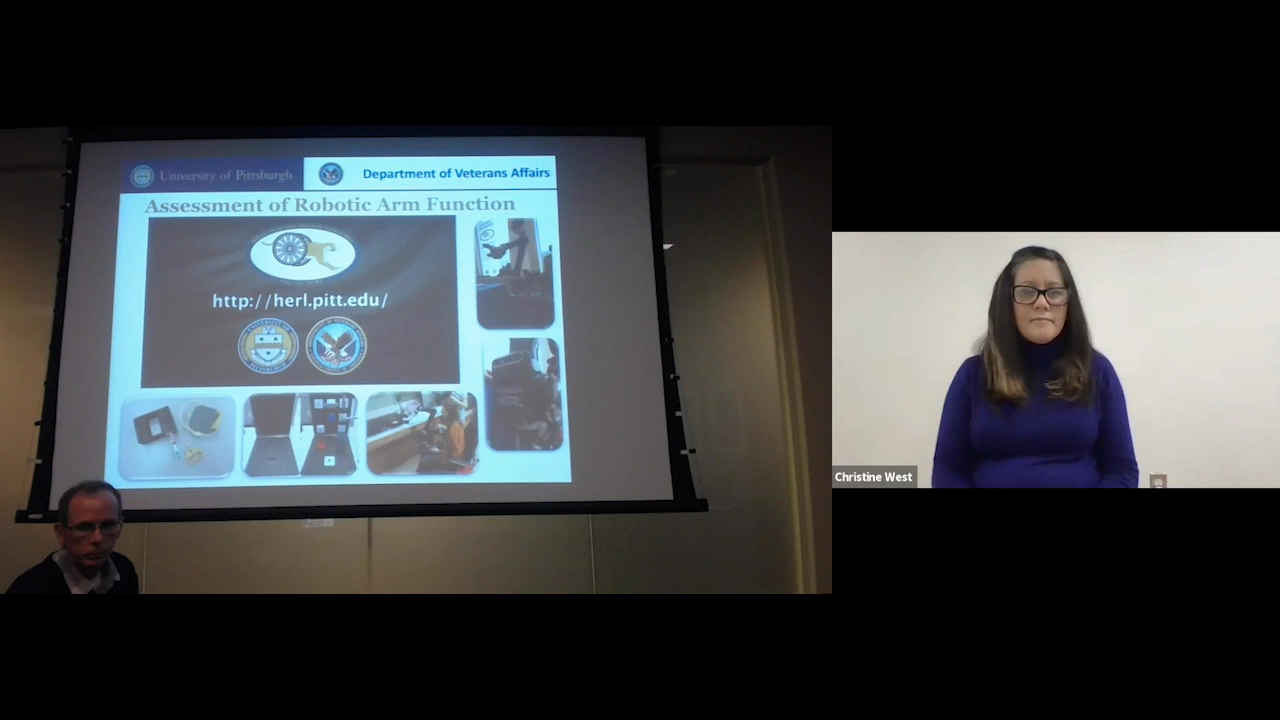 University of Pittsburgh
Department of Veterans Affairs
Assessment of Robotic Arm Function
http://herl.pitt.edu/
Christine West